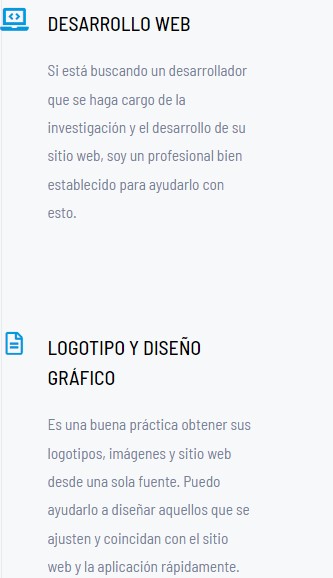 DESARROLLO WEB
Si está buscando un desarrollador
que se haga cargo de la
investigación y el desarrollo de su
sitio web, soy un profesional bien
establecido para ayudarlo con
esto.
LOGOTIPO Y DISEÑO
GRÁFICO
Es una buena práctica obtener sus
logotipos, imágenes y sitio web
desde una sola fuente. Puedo
ayudarlo a diseñar aquellos que se
ajusten y coincidan con el sitio
web y la aplicación rápidamente.